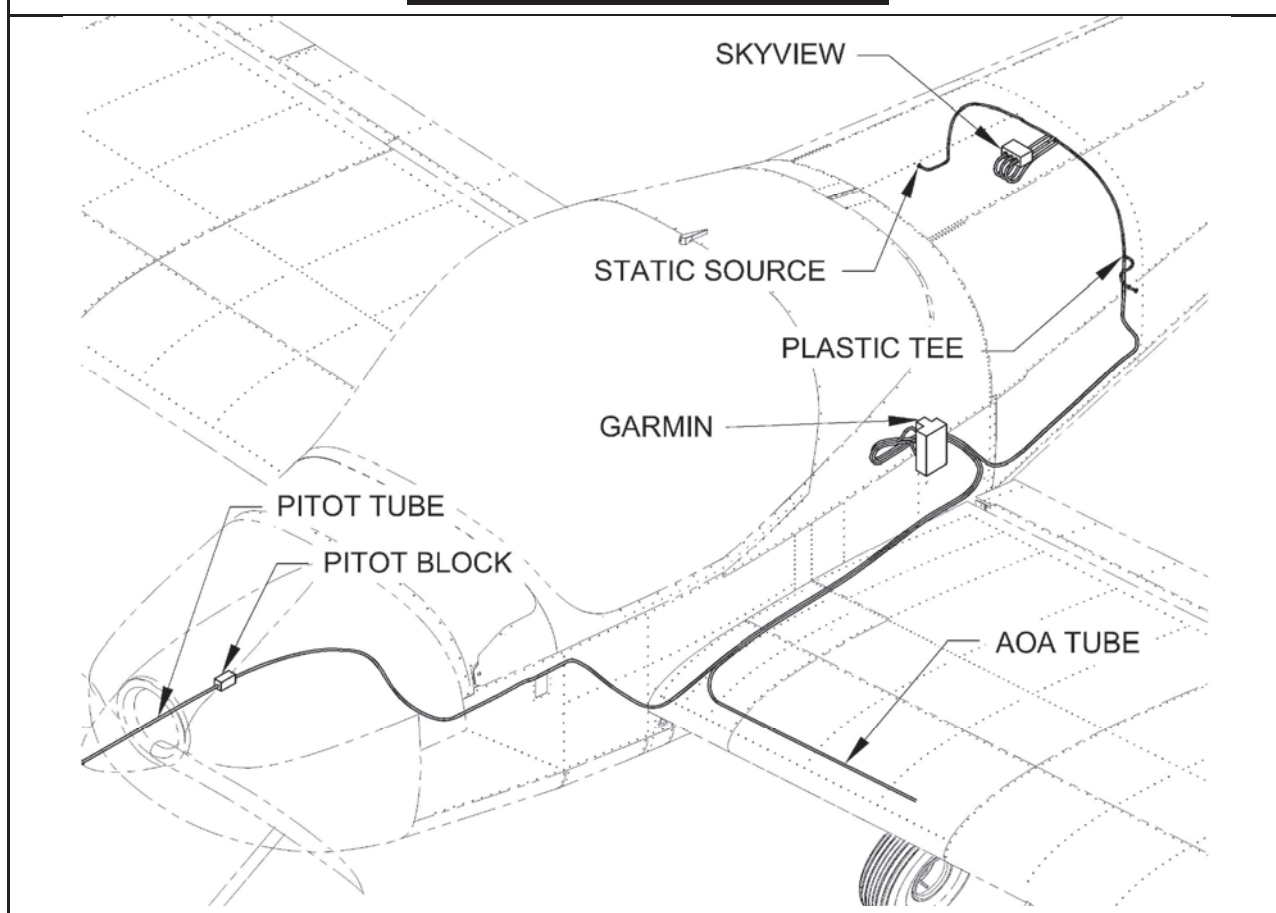 SKYVIEW
STATIC SOURCE
PLASTIC TEE
GARMIN
PITOT TUBE
PITOT BLOCK
AOA TUBE